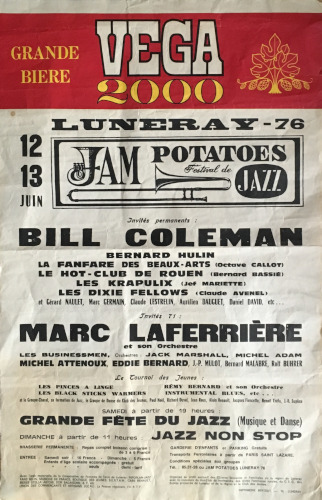 GRANDE
BIERE
VEGA
2000
LUNERAY-76
12
13
JUIN
JAM POTATOES
Festival de
JAZZ
Invités permanents :
BILL COLEMAN
BERNARD HULIN
LA FANFARE DES BEAUX-ARTS (Octave CALLOT)
LE HOT-CLUB DE ROUEN (Bernard BASSIE)
LES KRAPULIX (Jef MARIETTE)
LES DIXIE FELLOWS (Claude AVENEL)
et Gérard NAULET, Marc GERMAIN, Claude LESTRELIN, Aurélien DAUGUET, Daniel DAVID, etc...
Invités 71 :
MARC LAFERRIÈRE
et son Orchestre
LES BUSINESSMEN, Orchestres : JACK MARSHALL, MICHEL ADAM
MICHEL ATTENOUX, EDDIE BERNARD, J.P. MULOT, Bernard MALABRE, Rolf BUHRER
Le Tournoi des Jeunes
LES PINCES A LINGE
RÉMY BERNARD et son Orchestre
LES BLACK STICKS WARMERS
INSTRUMENTAL BLUES, etc...
SAMEDI à partir de 19 heures :
GRANDE FÊTE DU JAZZ (Musique et Danse)
DIMANCHE à partir de 11 heures
JAZZ NON STOP